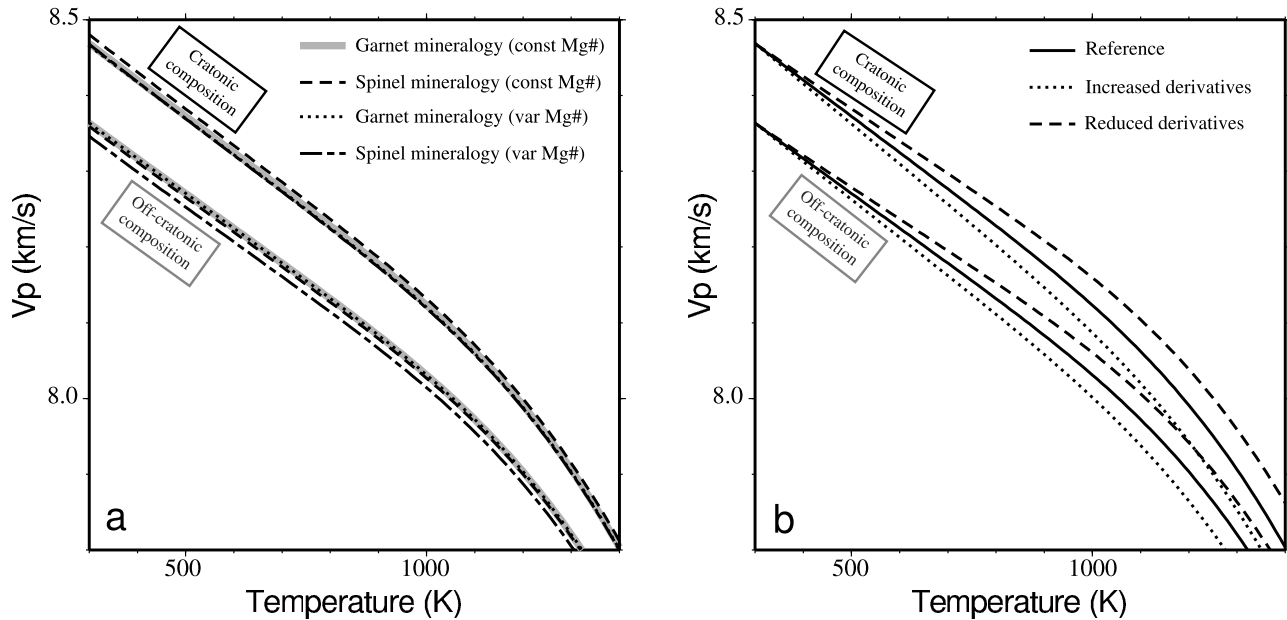 8.5
Cratonic
composition
Garnet mineralogy (const Mg#)
Spinel mineralogy (const Mg#)
Garnet mineralogy (var Mg#)
Spinel mineralogy (var Mg#)
Off-cratonic
composition
Vp (km/s)
8.0
a
500
1000
Temperature (K)
8.5
Cratonic
composition
Reference
Increased derivatives
Reduced derivatives
Off-cratonic
composition
Vp (km/s)
8.0
b
500
1000
Temperature (K)